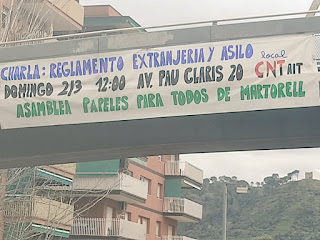 CHARLA: REGLAMENTO EXTRANJERIA Y ASILO local
DOMINGO 2/3 12:00 AV. PAU CLARIS 20 CNT AIT
ASAMBLEA PAPELES PARA TODOS DE MARTORELL